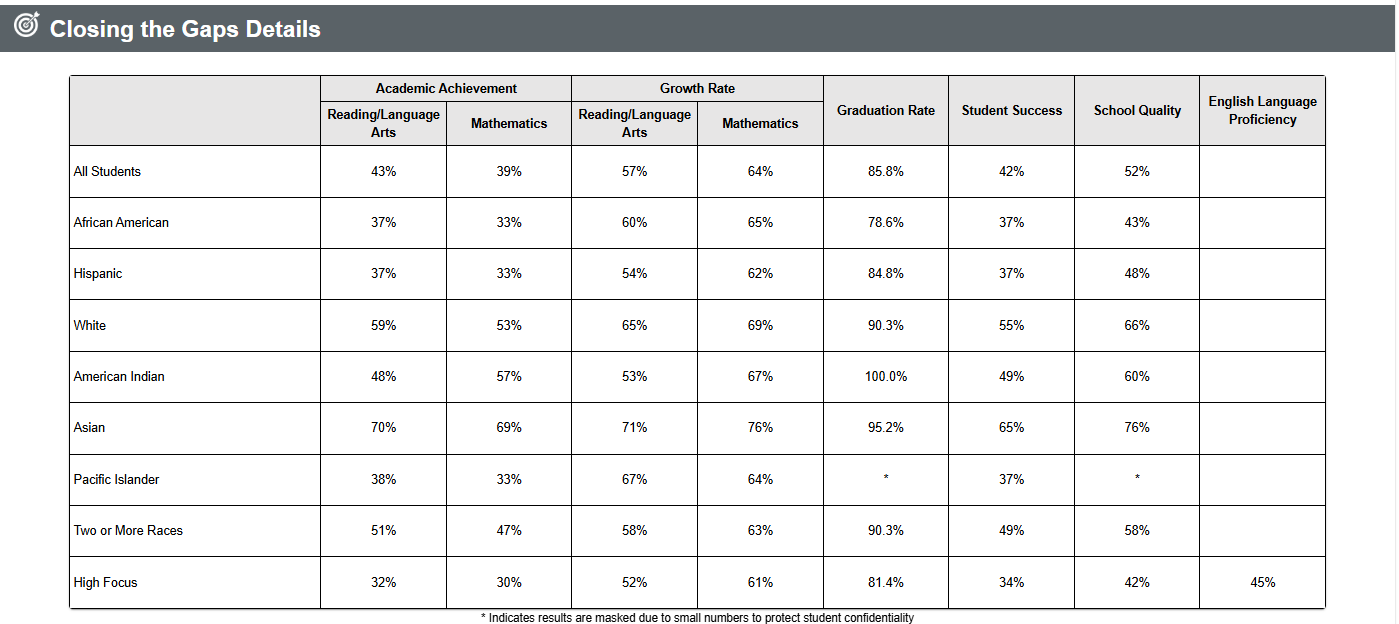 Closing the Gaps Details
Academic Achievement Growth Rate Graduation Rate Student Success School Quality English Language Proficiency
Reading/Language Arts Mathematics Reading/Language Arts Mathematics
All Students 43% 39% 57% 64% 85.8% 42% 52%
African American 37% 33% 60% 65% 78.6% 37% 43%
Hispanic 37% 33% 54% 62% 84.8% 37% 48%
White 59% 53% 65% 69% 90.3% 55% 66%
American Indian 48% 57% 53% 67% 100.0% 49% 60%
Asian 70% 69% 71% 76% 95.2% 65% 76%
Pacific Islander 38% 33% 67% 64% * 37% *
Two or More Races 51% 47% 58% 63% 90.3% 49% 58%
High Focus 32% 30% 52% 61% 81.4% 34% 42% 45%
* Indicates results are masked due to small numbers to protect student confidentiality